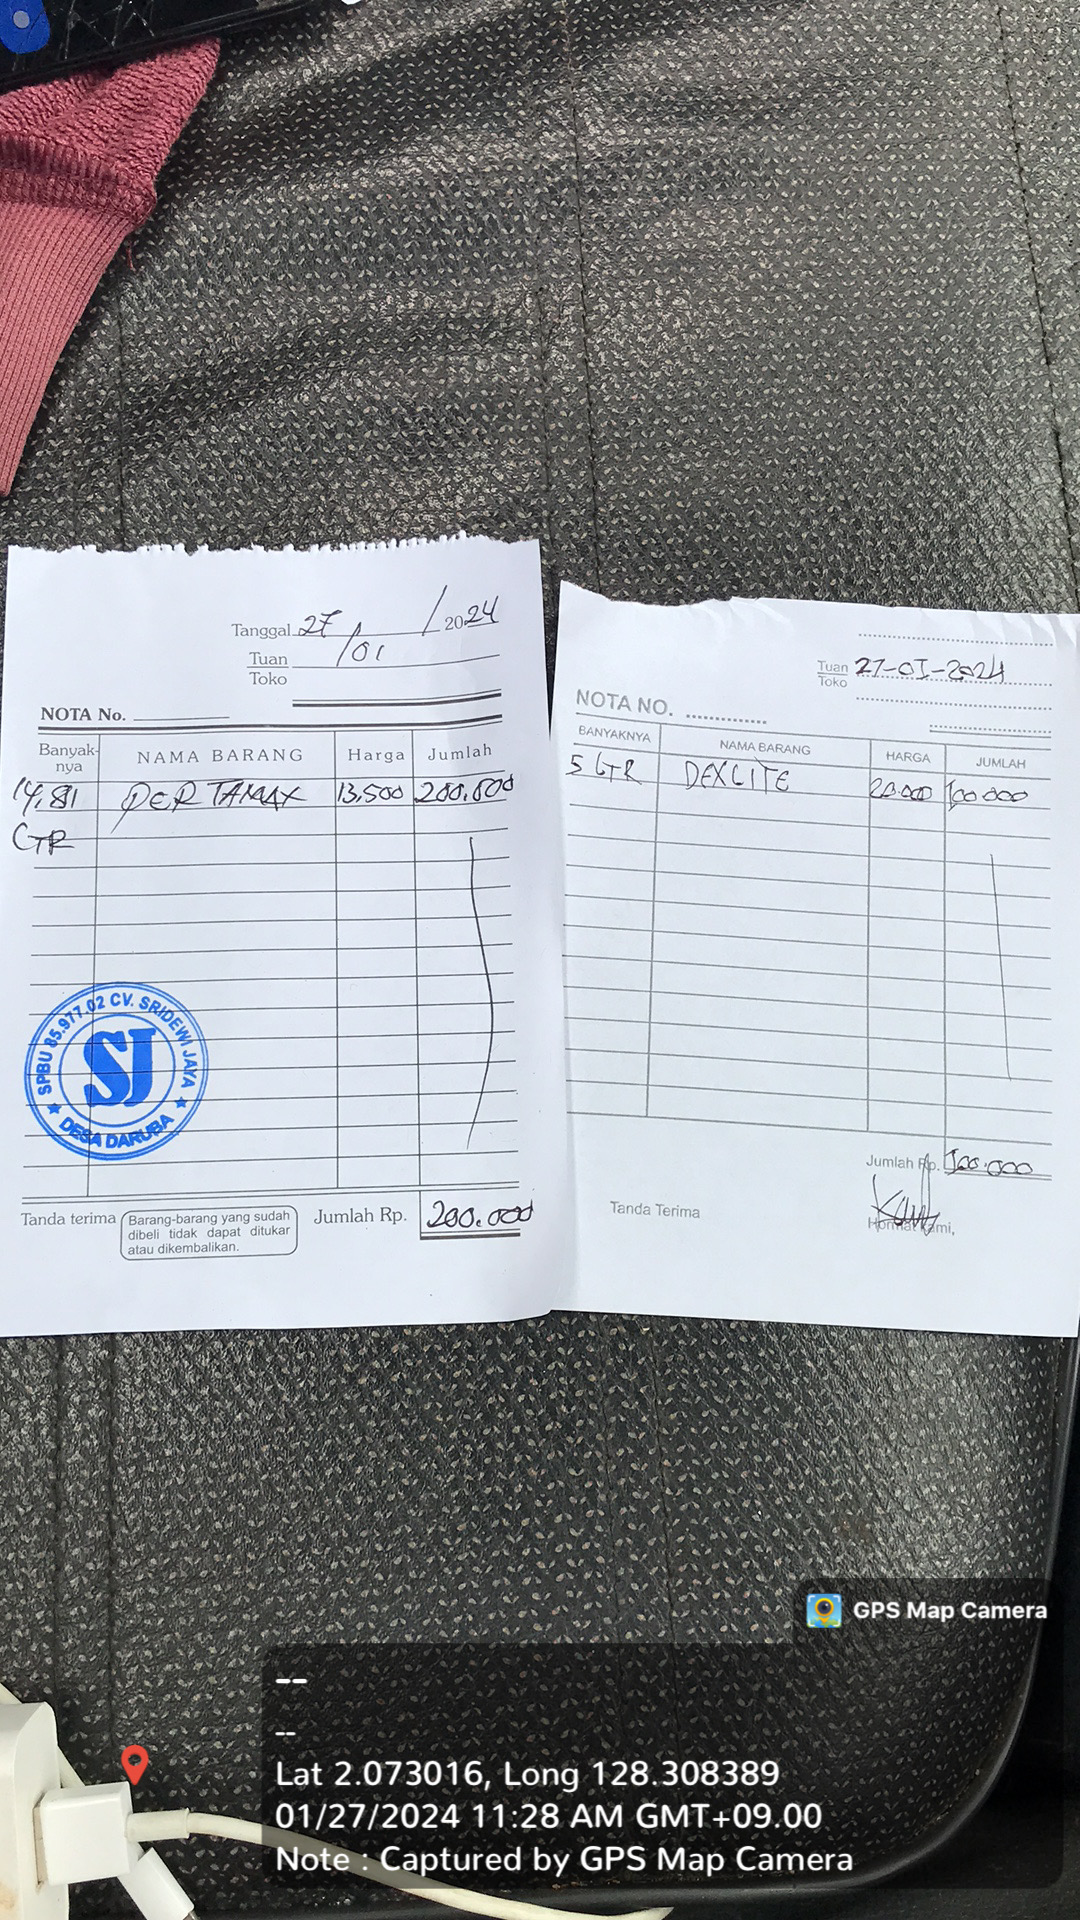 Tanggal 27 / 20 24
Tuan /01
Toko
NOTA No.
Banyak-nya NAMA BARANG Harga Jumlah
14,81 PERTAMAX 13,500 200,000
LTR
SPBU 85.977.02 CV. SRIDEWI JAYA
SJ
DESA DARUBA
Tanda terima Barang-barang yang sudah Jumlah Rp. 200.000
dibeli tidak dapat ditukar
atau dikembalikan.
Tuan 27-01-2024
Toko
NOTA NO.
BANYAKNYA NAMA BARANG HARGA JUMLAH
5 LTR DEXLITE 20.000 100.000
Jumlah Rp. 100.000
Tanda Terima
Hormat Kami,
GPS Map Camera
--
--
Lat 2.073016, Long 128.308389
01/27/2024 11:28 AM GMT+09.00
Note : Captured by GPS Map Camera